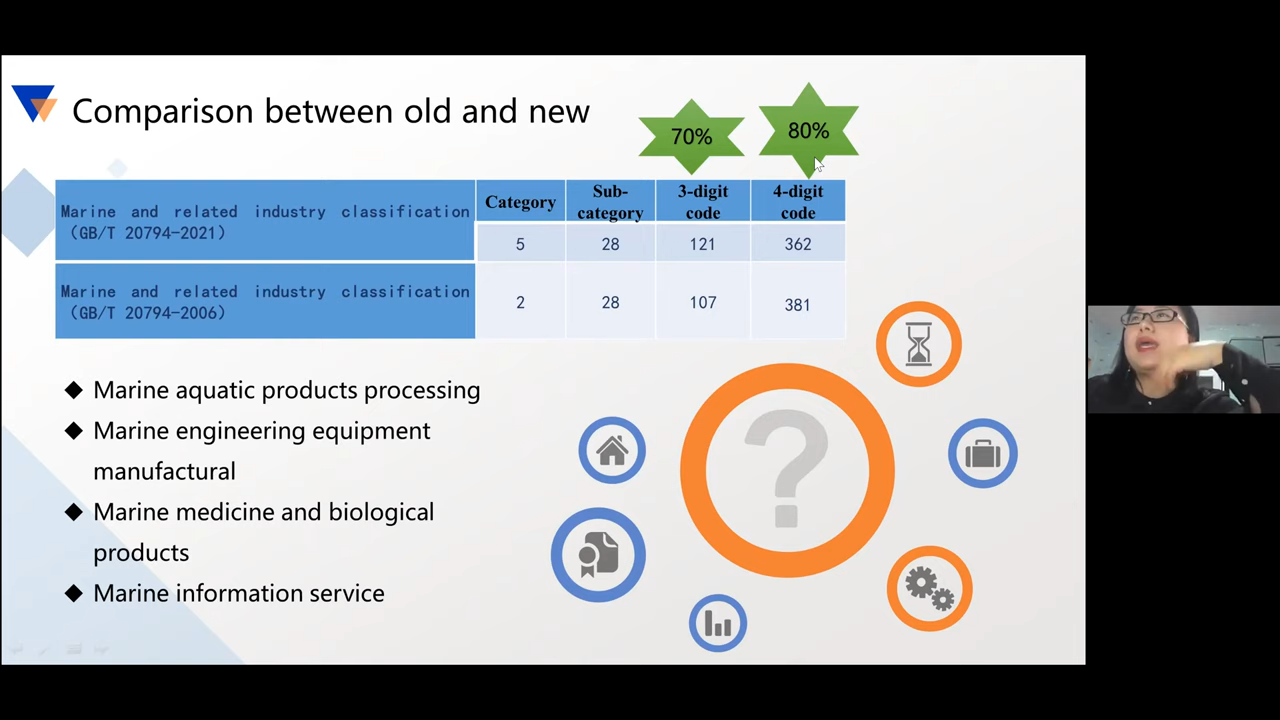 Comparison between old and new
70%
80%
Marine and related industry classification
（GB/T 20794-2021）
Category
Sub-
category
3-digit
code
4-digit
code
5
28
121
362
Marine and related industry classification
（GB/T 20794-2006）
2
28
107
381
◆ Marine aquatic products processing
◆ Marine engineering equipment
manufactural
◆ Marine medicine and biological
products
◆ Marine information service
?